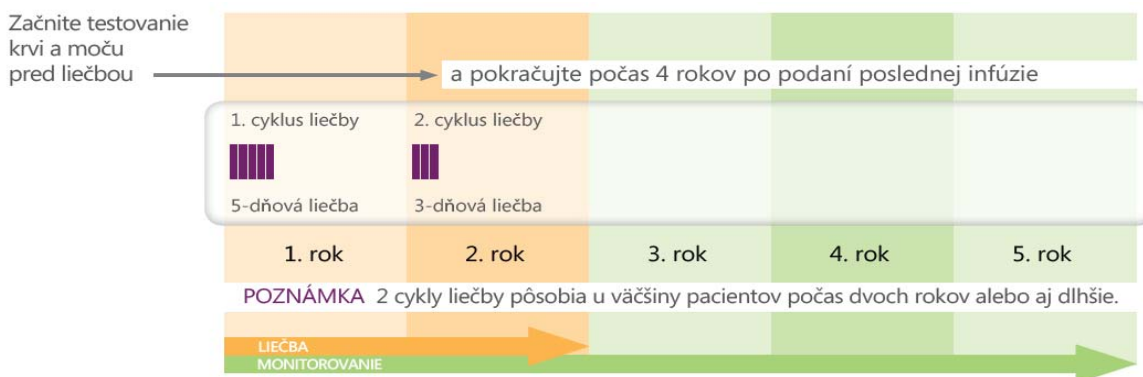 Začnite testovanie
krvi a moču
pred liečbou
a pokračujte počas 4 rokov po podaní poslednej infúzie
1. cyklus liečby
2. cyklus liečby
5-dňová liečba
3-dňová liečba
1. rok
2. rok
3. rok
4. rok
5. rok
POZNÁMKA 2 cykly liečby pôsobia u väčšiny pacientov počas dvoch rokov alebo aj dlhšie.
LIEČBA
MONITOROVANIE